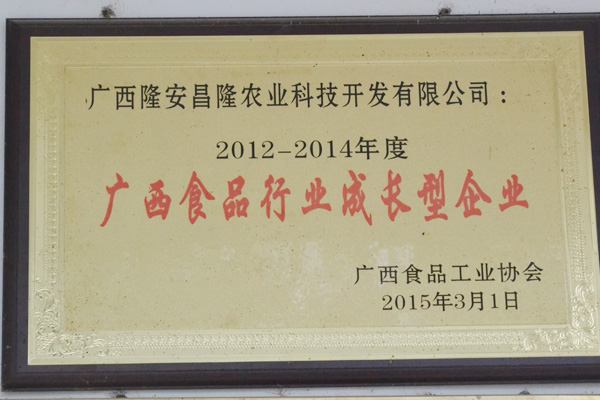 广西隆安昌隆农业科技开发有限公司：
2012-2014年度
广西食品行业成长型企业
广西食品工业协会
2015年3月1日